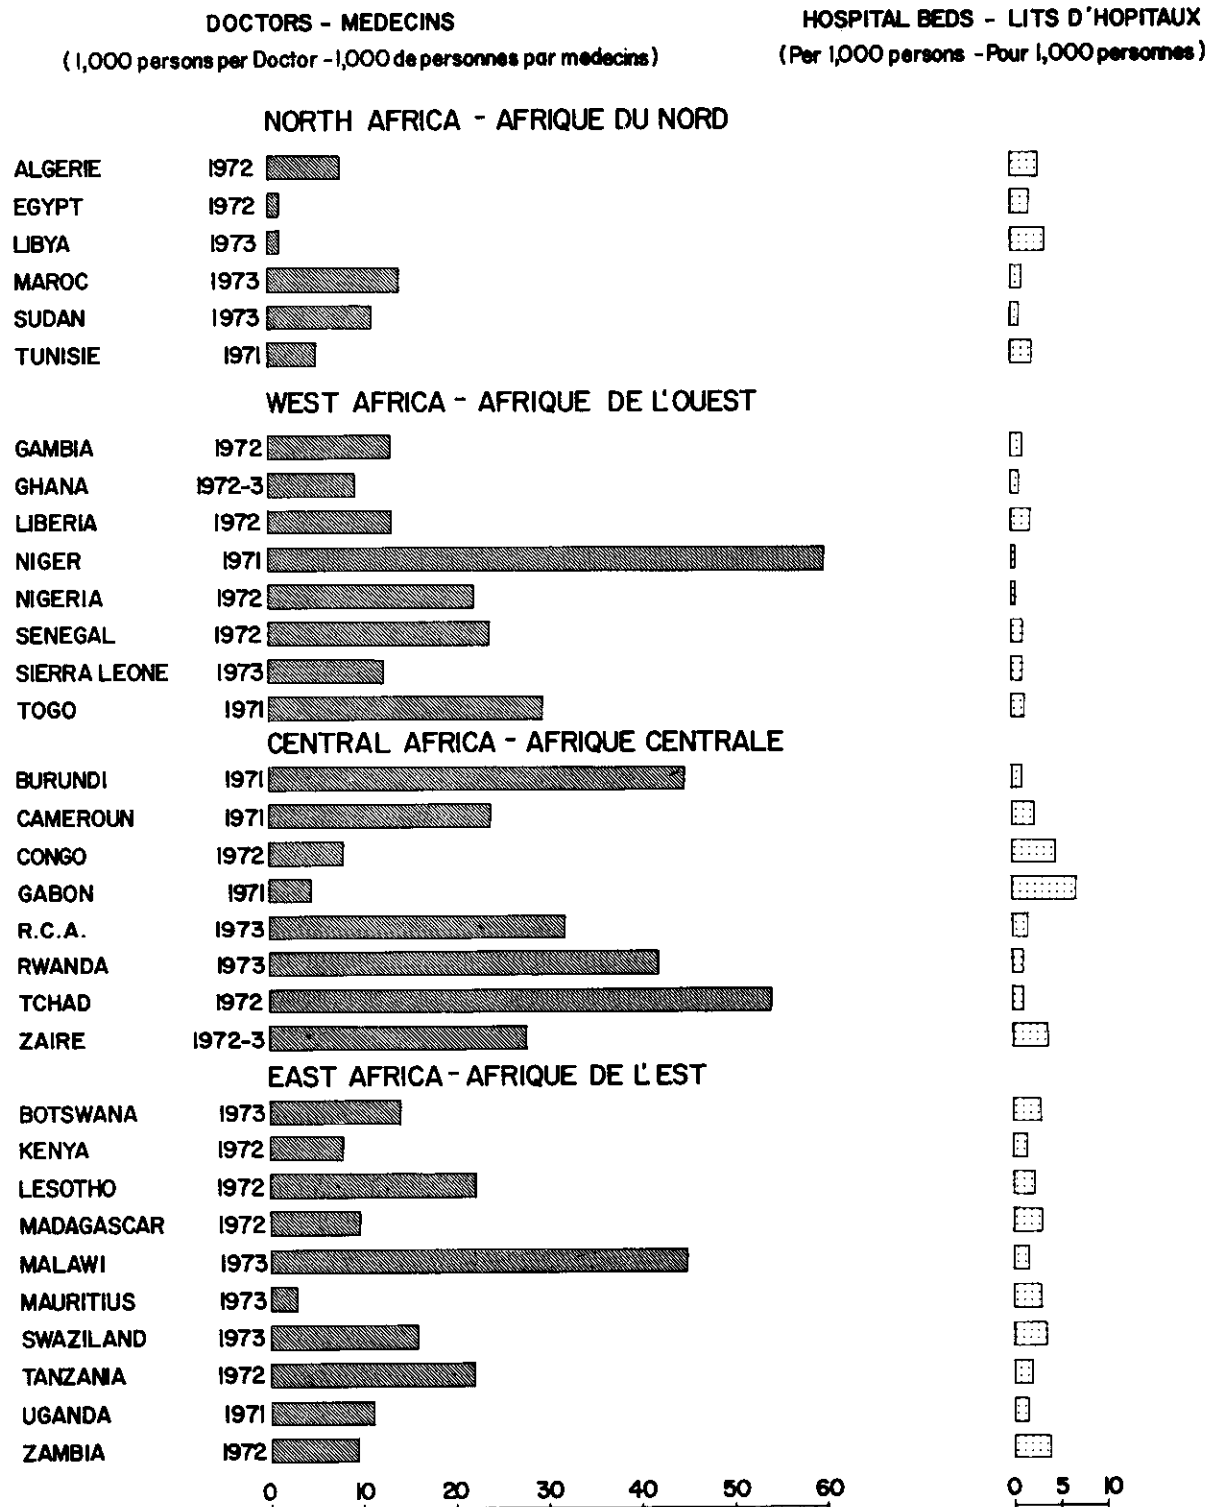 DOCTORS - MEDECINS
(1,000 persons per Doctor - 1,000 de personnes par medecins)
HOSPITAL BEDS - LITS D'HOPITAUX
(Per 1,000 persons - Pour 1,000 personnes)
NORTH AFRICA - AFRIQUE DU NORD
ALGERIE 1972
EGYPT 1972
LIBYA 1973
MAROC 1973
SUDAN 1973
TUNISIE 1971
WEST AFRICA - AFRIQUE DE L'OUEST
GAMBIA 1972
GHANA 1972-3
LIBERIA 1972
NIGER 1971
NIGERIA 1972
SENEGAL 1972
SIERRA LEONE 1973
TOGO 1971
CENTRAL AFRICA - AFRIQUE CENTRALE
BURUNDI 1971
CAMEROUN 1971
CONGO 1972
GABON 1971
R.C.A. 1973
RWANDA 1973
TCHAD 1972
ZAIRE 1972-3
EAST AFRICA - AFRIQUE DE L'EST
BOTSWANA 1973
KENYA 1972
LESOTHO 1972
MADAGASCAR 1972
MALAWI 1973
MAURITIUS 1973
SWAZILAND 1973
TANZANIA 1972
UGANDA 1971
ZAMBIA 1972
0 10 20 30 40 50 60
0 5 10